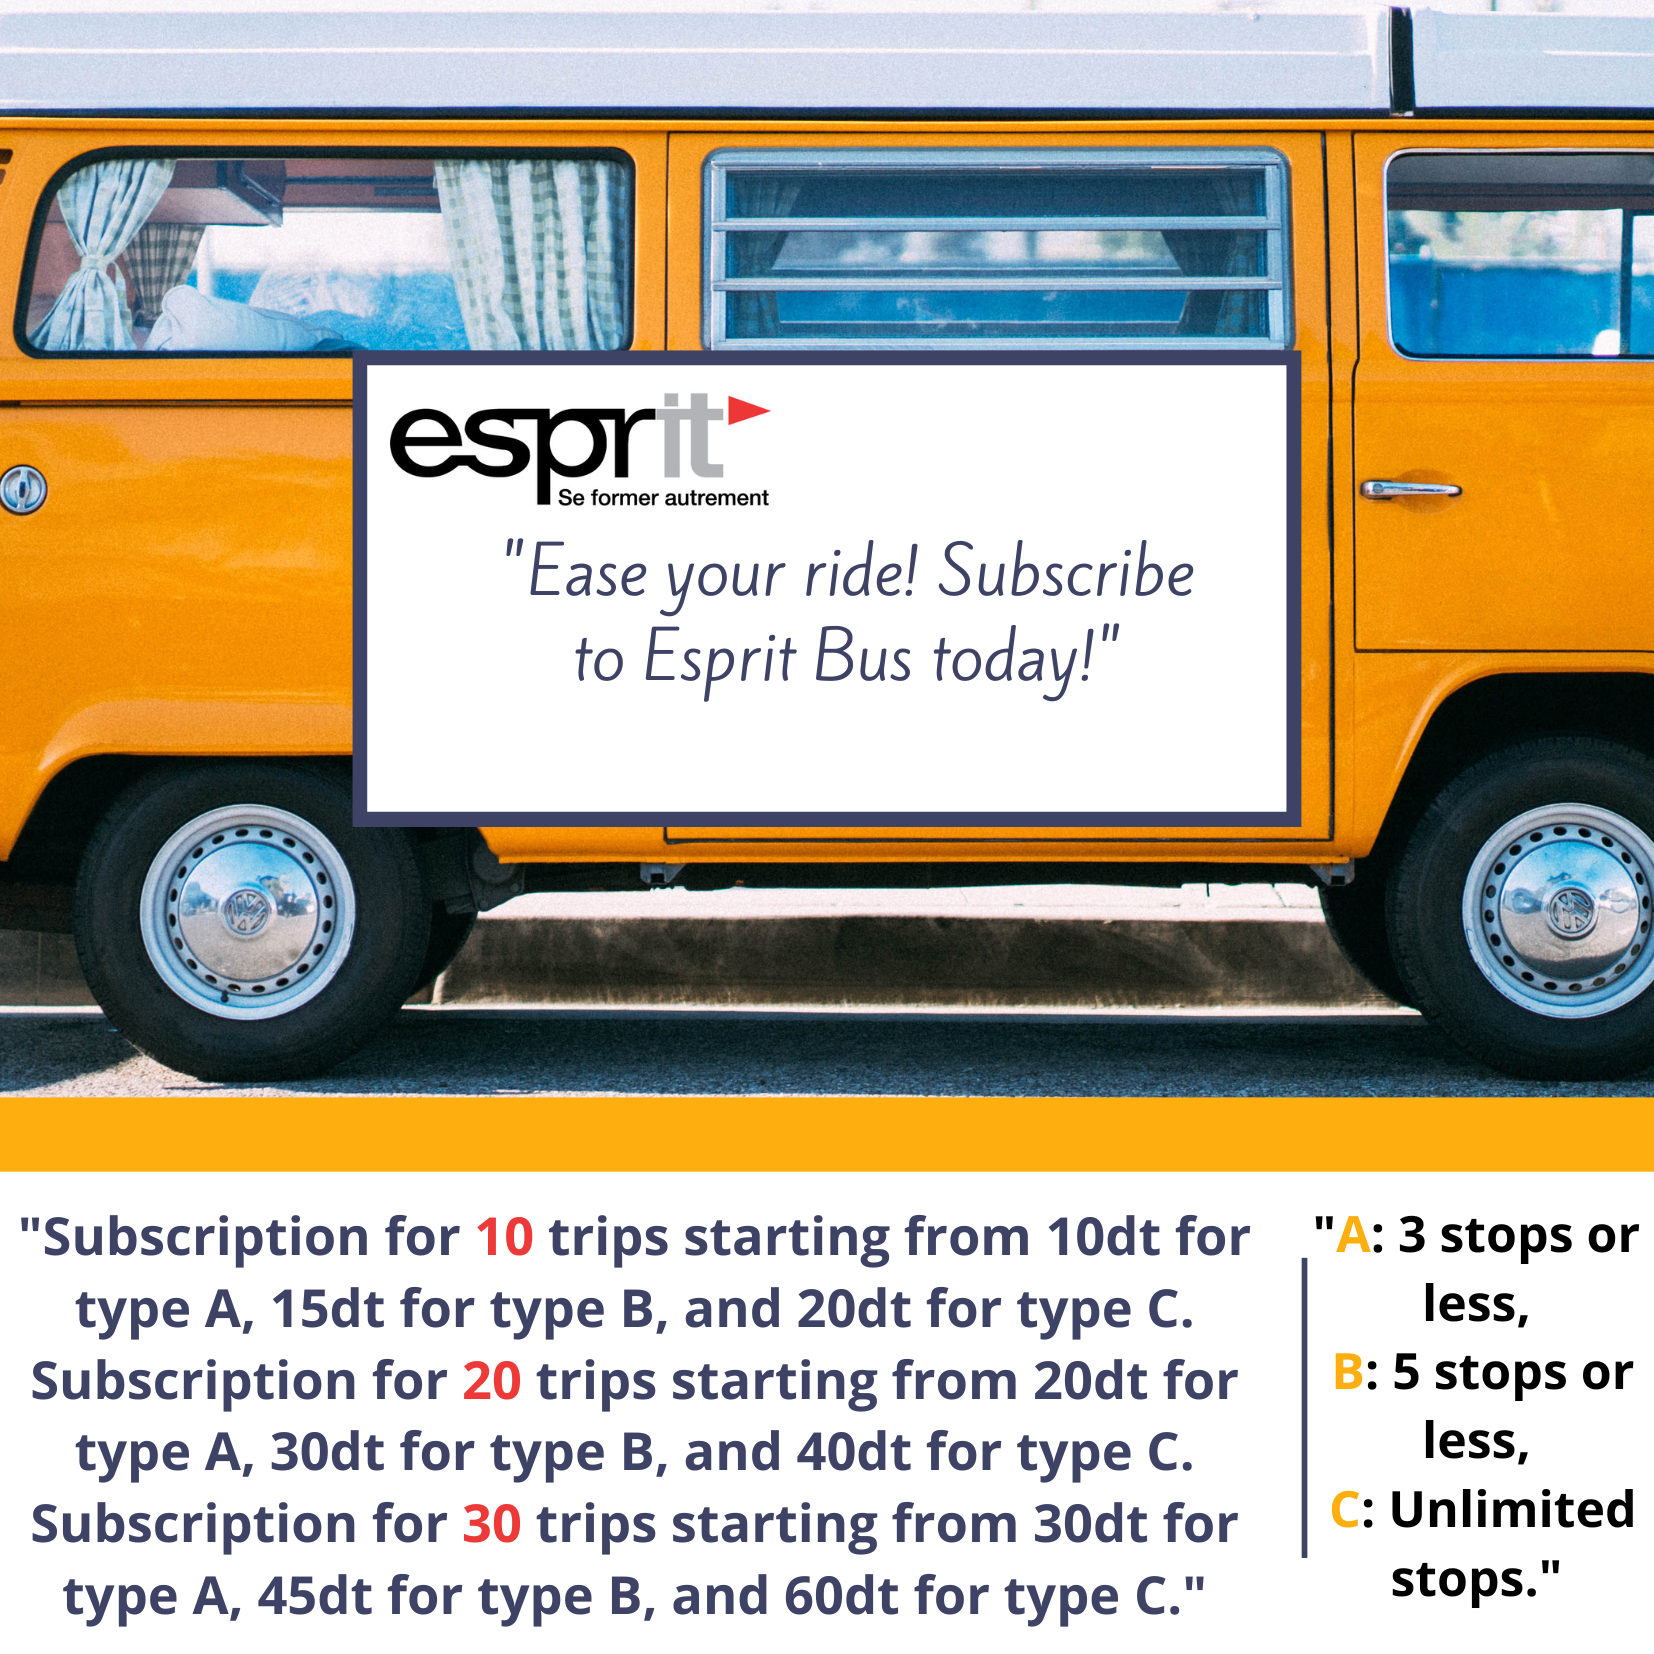 esprit
Se former autrement
"Ease your ride! Subscribe
to Esprit Bus today!"
"Subscription for 10 trips starting from 10dt for
type A, 15dt for type B, and 20dt for type C.
Subscription for 20 trips starting from 20dt for
type A, 30dt for type B, and 40dt for type C.
Subscription for 30 trips starting from 30dt for
type A, 45dt for type B, and 60dt for type C."
"A: 3 stops or
less,
B: 5 stops or
less,
C: Unlimited
stops."